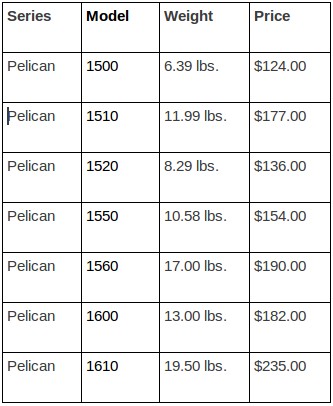 Series Model Weight Price
Pelican 1500 6.39 lbs. $124.00
Pelican 1510 11.99 lbs. $177.00
Pelican 1520 8.29 lbs. $136.00
Pelican 1550 10.58 lbs. $154.00
Pelican 1560 17.00 lbs. $190.00
Pelican 1600 13.00 lbs. $182.00
Pelican 1610 19.50 lbs. $235.00